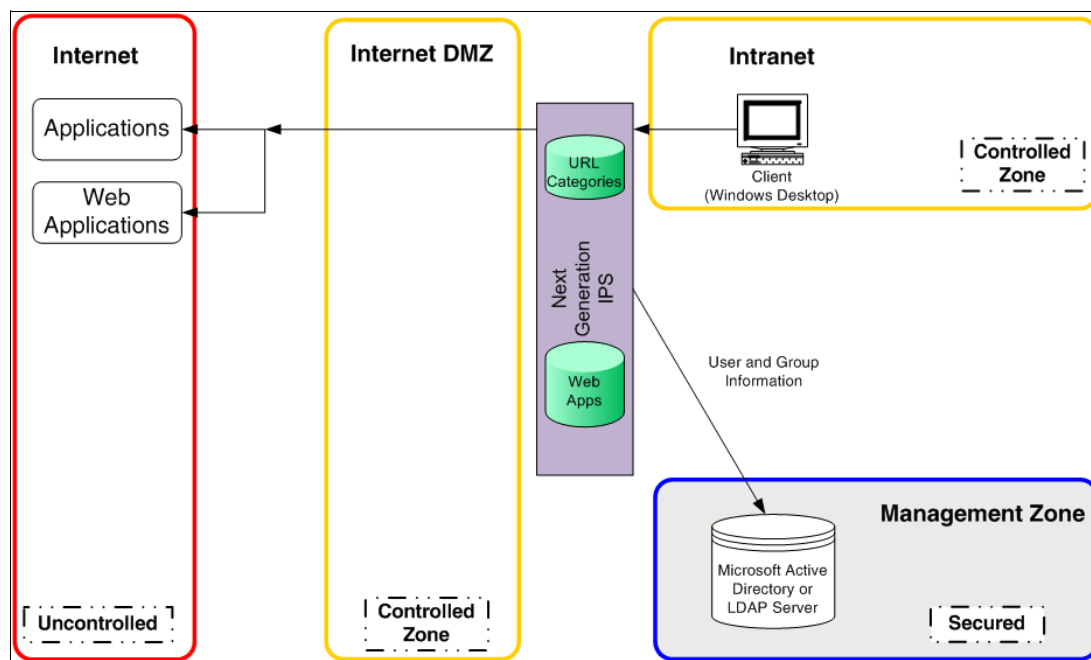 Internet
Applications
Web
Applications
Uncontrolled
Internet DMZ
Controlled
Zone
URL
Categories
Next
Generation
IPS
Web
Apps
Intranet
Client
(Windows Desktop)
Controlled
Zone
User and Group
Information
Management Zone
Microsoft Active
Directory or
LDAP Server
Secured